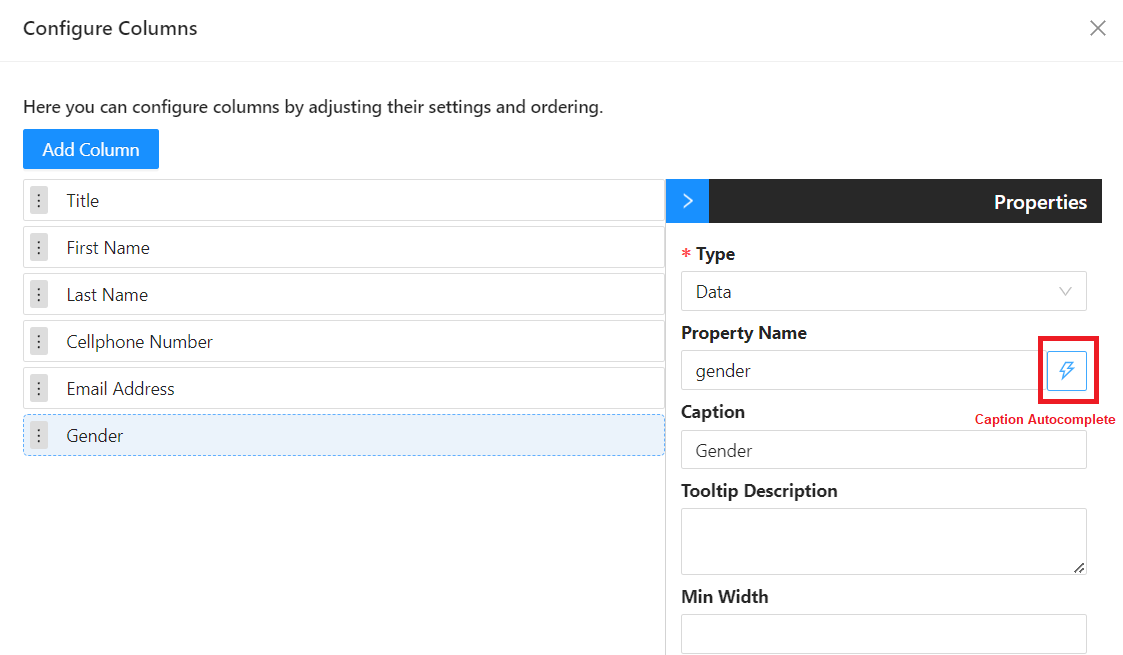 Configure Columns
Here you can configure columns by adjusting their settings and ordering.
Add Column
Title
First Name
Last Name
Cellphone Number
Email Address
Gender
Properties
* Type
Data
Property Name
gender
Caption
Caption Autocomplete
Gender
Tooltip Description
Min Width